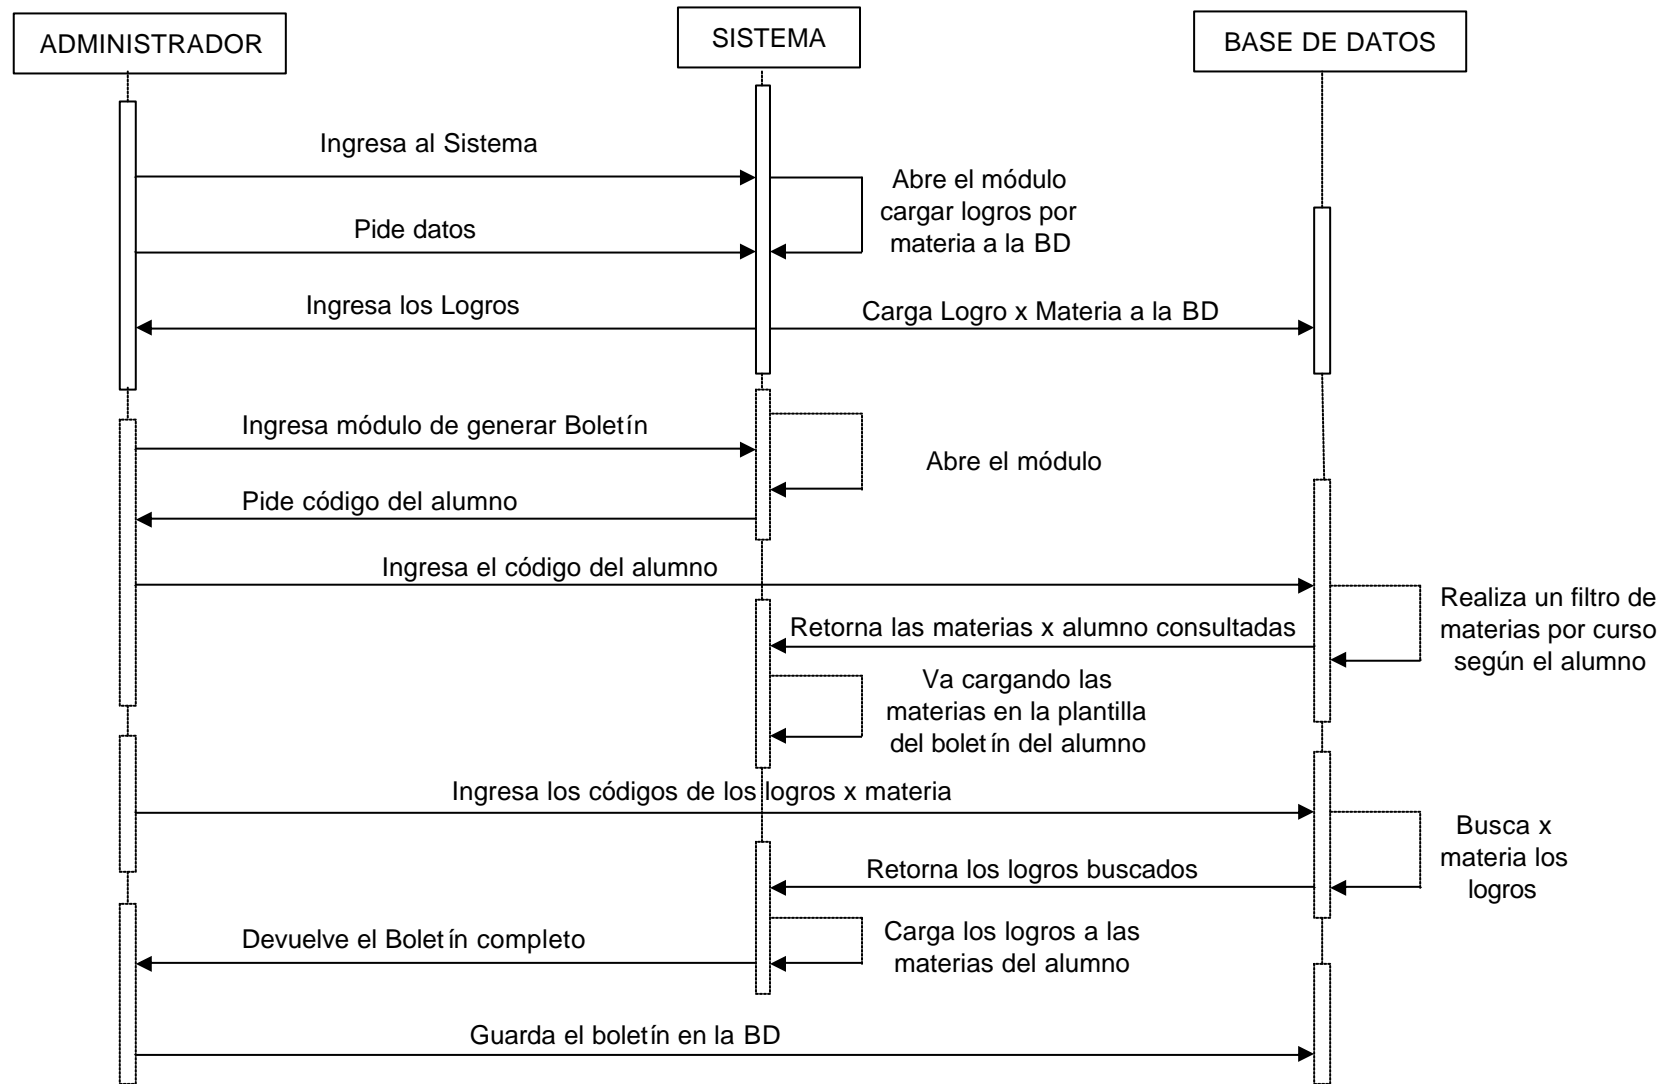 ADMINISTRADOR
SISTEMA
BASE DE DATOS
Ingresa al Sistema
Abre el módulo
cargar logros por
materia a la BD
Pide datos
Ingresa los Logros
Carga Logro x Materia a la BD
Ingresa módulo de generar Boletín
Abre el módulo
Pide código del alumno
Ingresa el código del alumno
Realiza un filtro de
materias por curso
según el alumno
Retorna las materias x alumno consultadas
Va cargando las
materias en la plantilla
del boletín del alumno
Ingresa los códigos de los logros x materia
Busca x
materia los
logros
Retorna los logros buscados
Carga los logros a las
materias del alumno
Devuelve el Boletín completo
Guarda el boletín en la BD